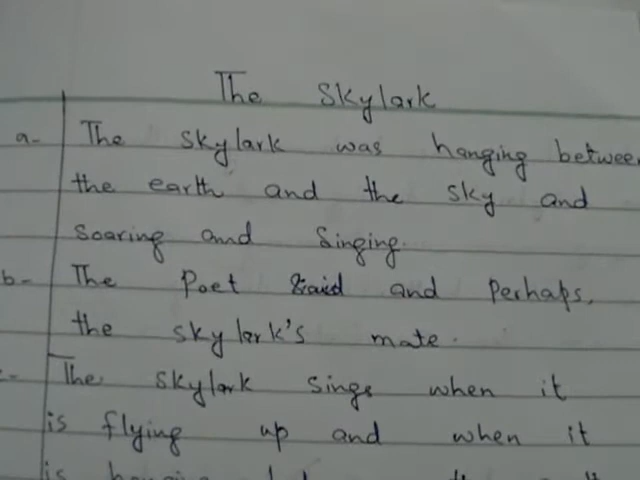 The Skylark
a- The skylark was hanging between
the earth and the sky and
soaring and singing.
b- The Poet said and Perhaps,
the skylark's mate.
c- The skylark sings when it
is flying up and when it
is